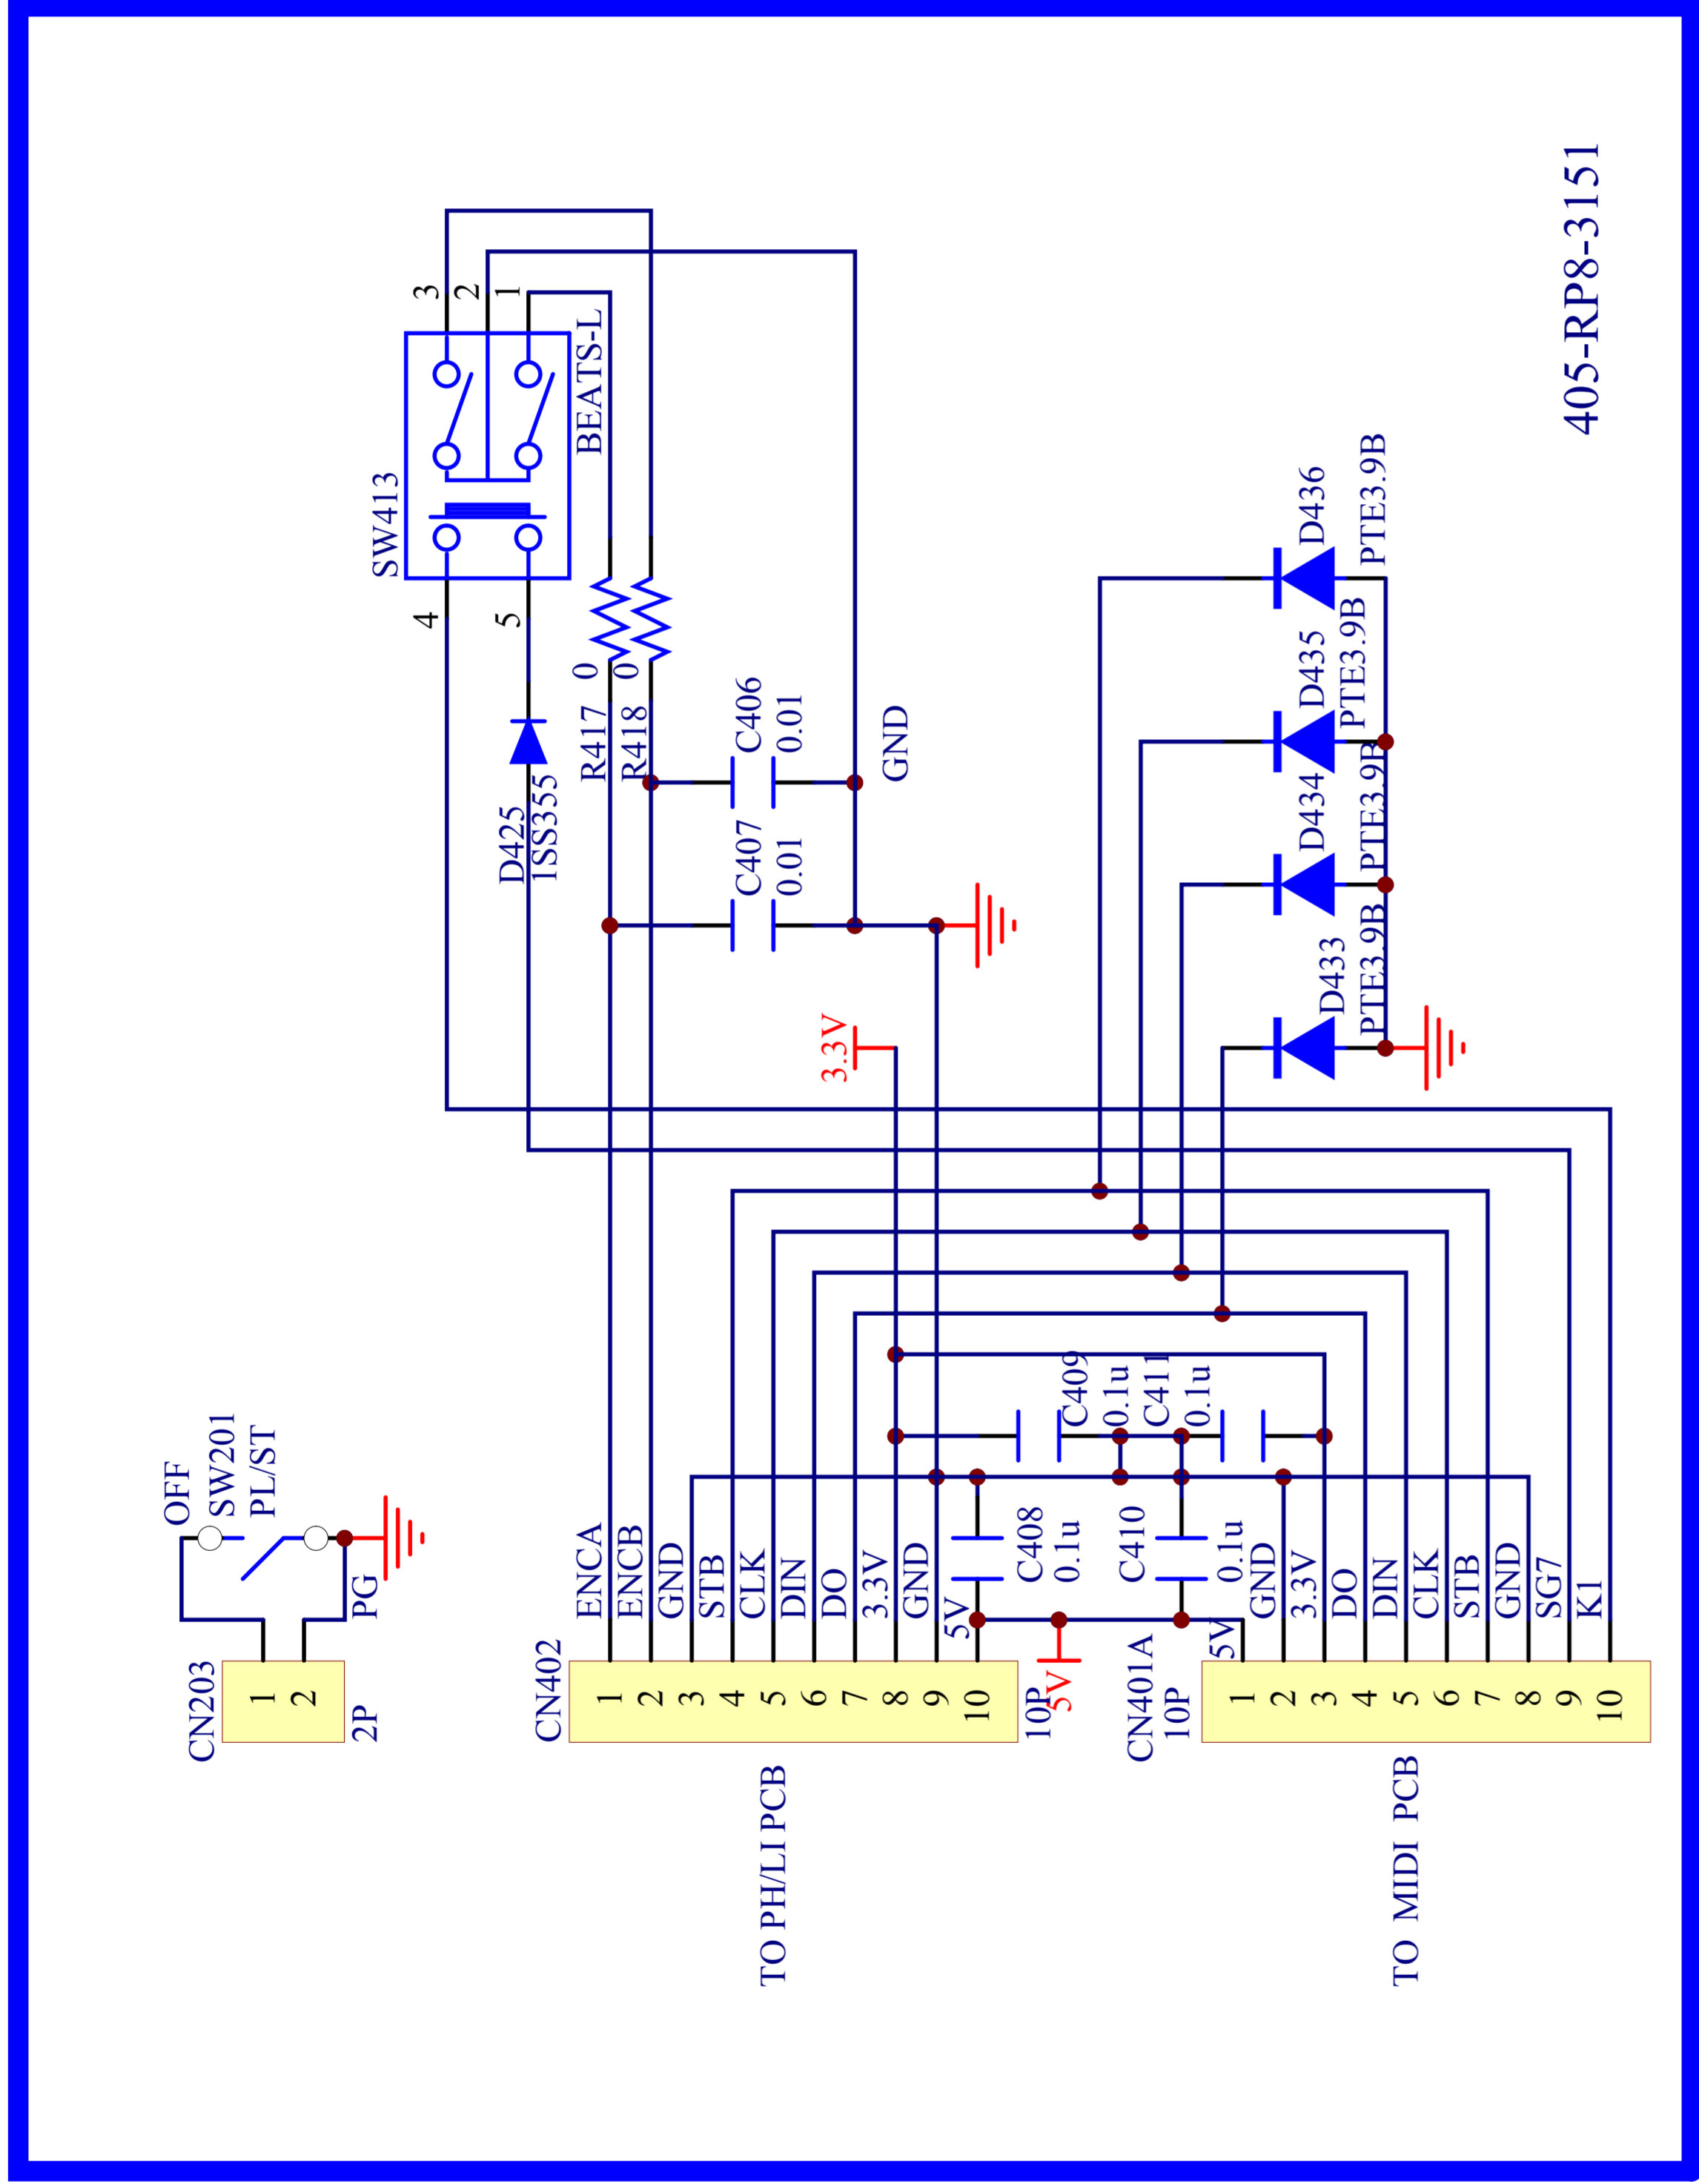 OFF
SW201
PL/ST
CN203
1
2
2P
PG
SW413
3
2
1
4
5
BEATS-L
D425
1SS355
R417 0
R418 0
C407
0.01
C406
0.01
GND
3.3V
D433
PTE3.9B
D434
PTE3.9B
D435
PTE3.9B
D436
PTE3.9B
CN402
1 ENCA
2 ENCB
3 GND
4 STB
5 CLK
6 DIN
7 DO
8 3.3V
9 GND
10 5V
10P
TO PH/LI PCB
C408
0.1u
C409
0.1u
C410
0.1u
C411
0.1u
5V
CN401A
10P
1 5V
2 GND
3 3.3V
4 DO
5 DIN
6 CLK
7 STB
8 GND
9 SG7
10 K1
TO MIDI PCB
405-RP8-3151